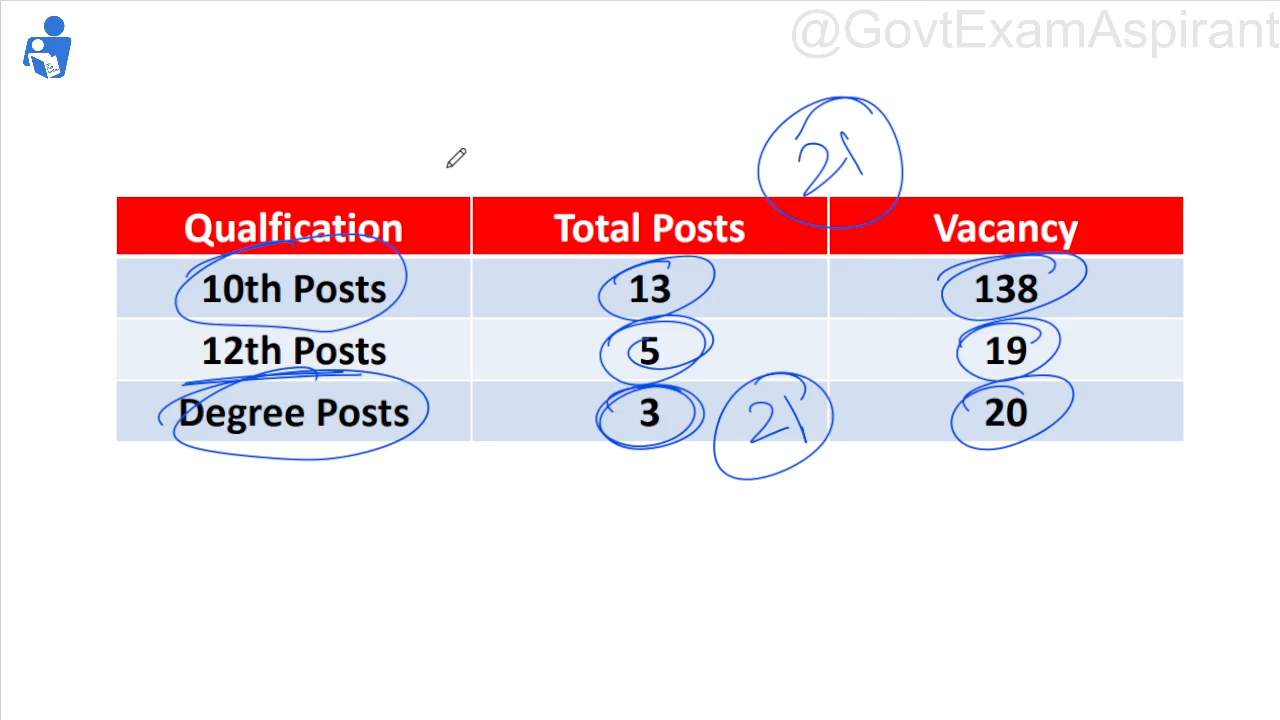 @GovtExamAspirant
21
Qualfication Total Posts Vacancy
10th Posts 13 138
12th Posts 5 19
Degree Posts 3 21 20